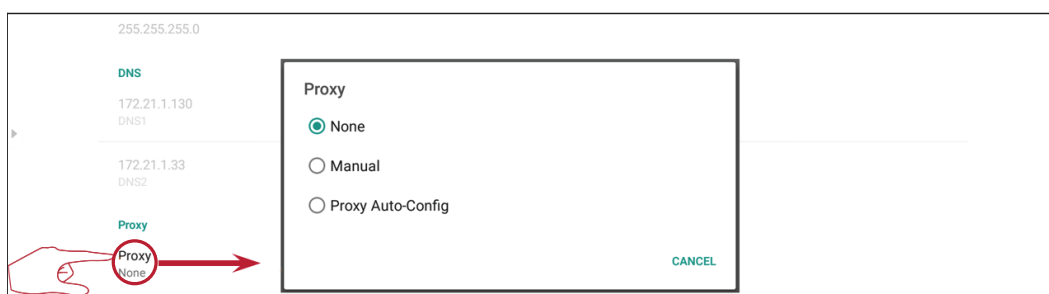 255.255.255.0
DNS
172.21.1.130
DNS1
172.21.1.33
DNS2
Proxy
Proxy
None
Proxy
None
Manual
Proxy Auto-Config
CANCEL